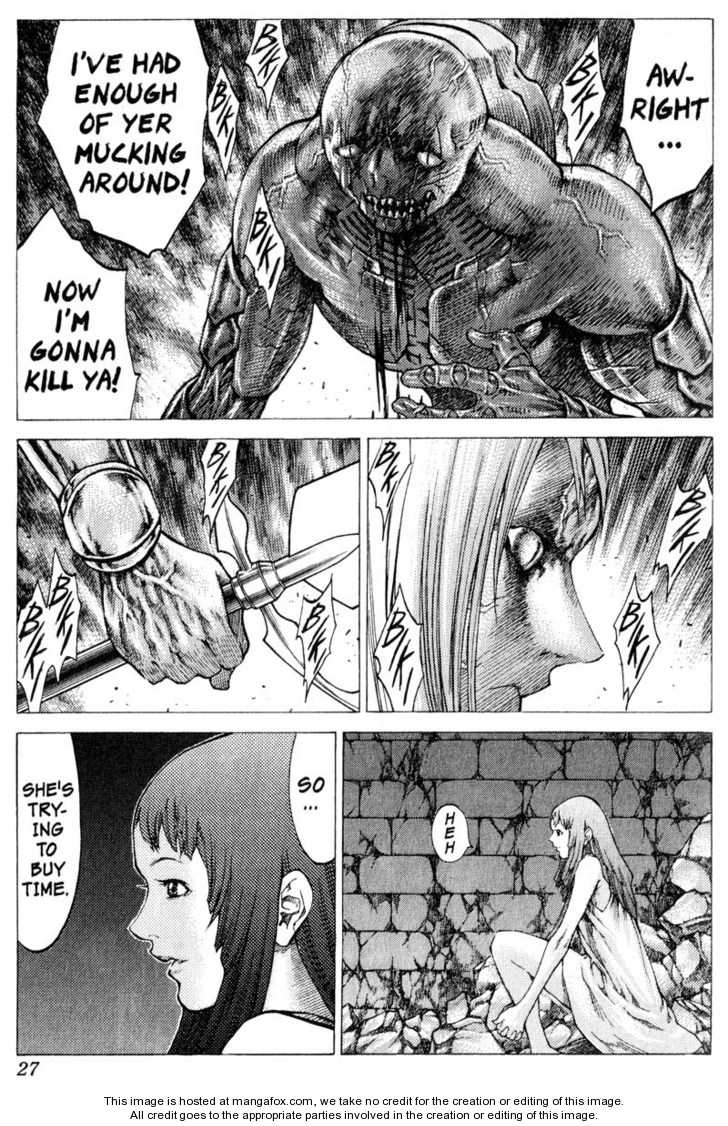 AW-
RIGHT
...
I'VE HAD
ENOUGH
OF YER
MUCKING
AROUND!
NOW
I'M
GONNA
KILL YA!
BIKI
BIKI
BIKI
BIKI
BIKI
BIKI
BIKI
BIKI
BIKI
BIKI
BIKI
BIKI
HEH
SO
...
SHE'S
TRY-
ING
TO
BUY
TIME.
27
This image is hosted at mangafox.com, we take no credit for the creation or editing of this image.
All credit goes to the appropriate parties involved in the creation or editing of this image.